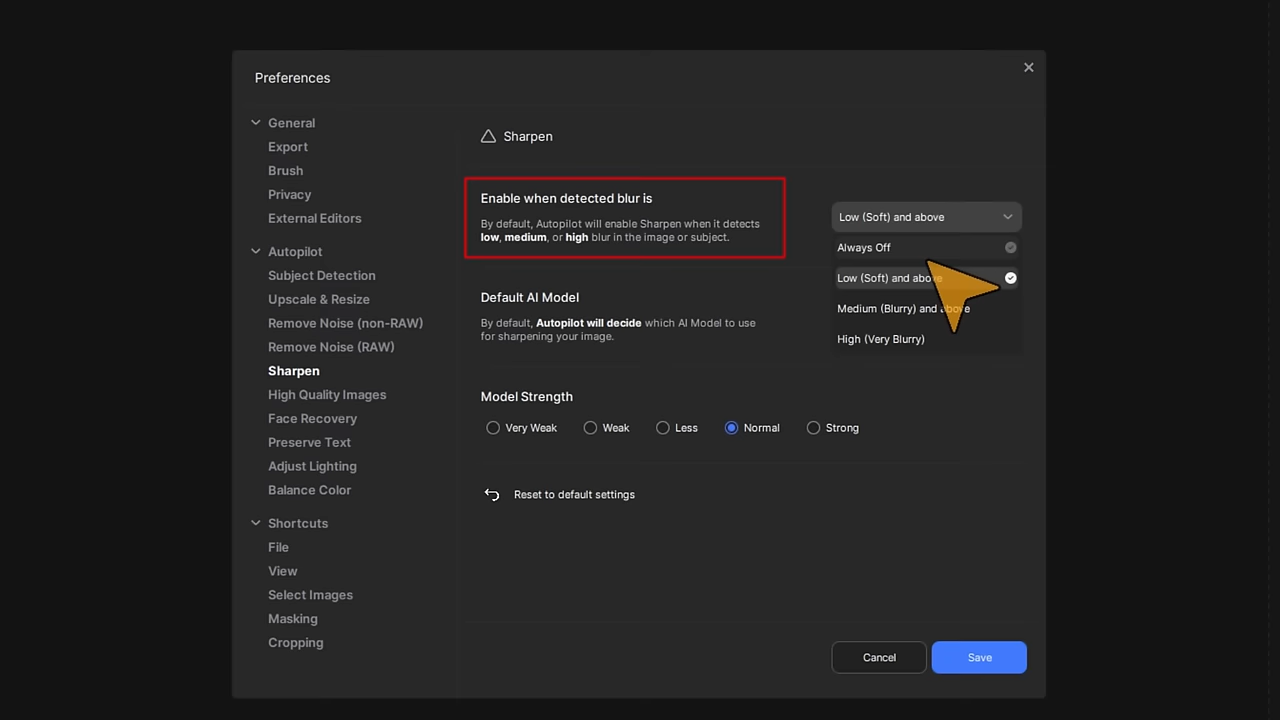 Preferences
General
Export
Brush
Privacy
External Editors
Autopilot
Subject Detection
Upscale & Resize
Remove Noise (non-RAW)
Remove Noise (RAW)
Sharpen
High Quality Images
Face Recovery
Preserve Text
Adjust Lighting
Balance Color
Shortcuts
File
View
Select Images
Masking
Cropping
Sharpen
Enable when detected blur is
By default, Autopilot will enable Sharpen when it detects
low, medium, or high blur in the image or subject.
Low (Soft) and above
Always Off
Low (Soft) and above
Medium (Blurry) and above
High (Very Blurry)
Default AI Model
By default, Autopilot will decide which AI Model to use
for sharpening your image.
Model Strength
Very Weak Weak Less Normal Strong
Reset to default settings
Cancel Save